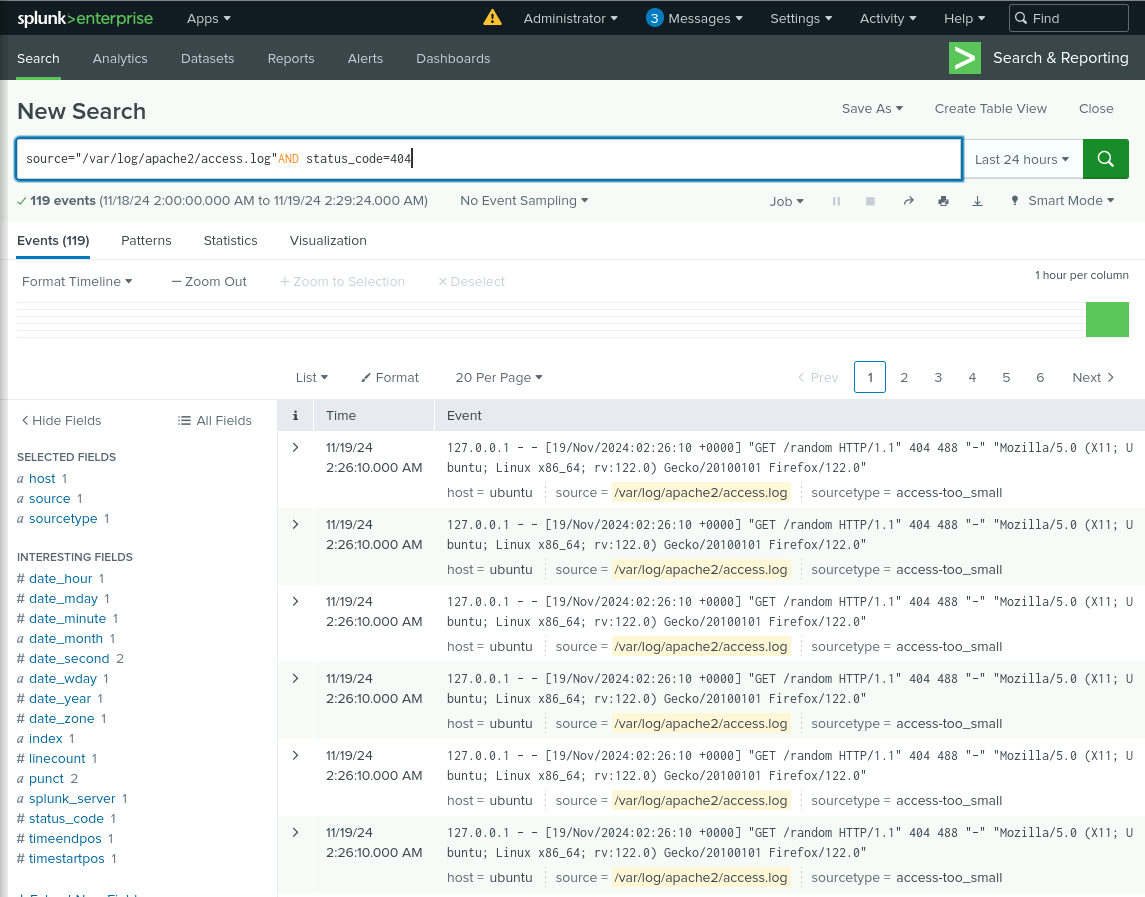 splunk>enterprise Apps Administrator 3 Messages Settings Activity Help Find
Search Analytics Datasets Reports Alerts Dashboards > Search & Reporting
New Search Save As Create Table View Close
source="/var/log/apache2/access.log"AND status_code=404 Last 24 hours
119 events (11/18/24 2:00:00.000 AM to 11/19/24 2:29:24.000 AM) No Event Sampling Job Smart Mode
Events (119) Patterns Statistics Visualization
Format Timeline — Zoom Out + Zoom to Selection × Deselect 1 hour per column
List Format 20 Per Page < Prev 1 2 3 4 5 6 Next >
< Hide Fields All Fields
SELECTED FIELDS
a host 1
a source 1
a sourcetype 1
INTERESTING FIELDS
# date_hour 1
# date_mday 1
# date_minute 1
a date_month 1
# date_second 2
a date_wday 1
# date_year 1
# date_zone 1
a index 1
# linecount 1
a punct 2
a splunk_server 1
# status_code 1
# timeendpos 1
# timestartpos 1
i Time Event
11/19/24 127.0.0.1 - - [19/Nov/2024:02:26:10 +0000] "GET /random HTTP/1.1" 404 488 "-" "Mozilla/5.0 (X11; U
2:26:10.000 AM buntu; Linux x86_64; rv:122.0) Gecko/20100101 Firefox/122.0"
host = ubuntu source = /var/log/apache2/access.log sourcetype = access-too_small
11/19/24 127.0.0.1 - - [19/Nov/2024:02:26:10 +0000] "GET /random HTTP/1.1" 404 488 "-" "Mozilla/5.0 (X11; U
2:26:10.000 AM buntu; Linux x86_64; rv:122.0) Gecko/20100101 Firefox/122.0"
host = ubuntu source = /var/log/apache2/access.log sourcetype = access-too_small
11/19/24 127.0.0.1 - - [19/Nov/2024:02:26:10 +0000] "GET /random HTTP/1.1" 404 488 "-" "Mozilla/5.0 (X11; U
2:26:10.000 AM buntu; Linux x86_64; rv:122.0) Gecko/20100101 Firefox/122.0"
host = ubuntu source = /var/log/apache2/access.log sourcetype = access-too_small
11/19/24 127.0.0.1 - - [19/Nov/2024:02:26:10 +0000] "GET /random HTTP/1.1" 404 488 "-" "Mozilla/5.0 (X11; U
2:26:10.000 AM buntu; Linux x86_64; rv:122.0) Gecko/20100101 Firefox/122.0"
host = ubuntu source = /var/log/apache2/access.log sourcetype = access-too_small
11/19/24 127.0.0.1 - - [19/Nov/2024:02:26:10 +0000] "GET /random HTTP/1.1" 404 488 "-" "Mozilla/5.0 (X11; U
2:26:10.000 AM buntu; Linux x86_64; rv:122.0) Gecko/20100101 Firefox/122.0"
host = ubuntu source = /var/log/apache2/access.log sourcetype = access-too_small
11/19/24 127.0.0.1 - - [19/Nov/2024:02:26:10 +0000] "GET /random HTTP/1.1" 404 488 "-" "Mozilla/5.0 (X11; U
2:26:10.000 AM buntu; Linux x86_64; rv:122.0) Gecko/20100101 Firefox/122.0"
host = ubuntu source = /var/log/apache2/access.log sourcetype = access-too_small